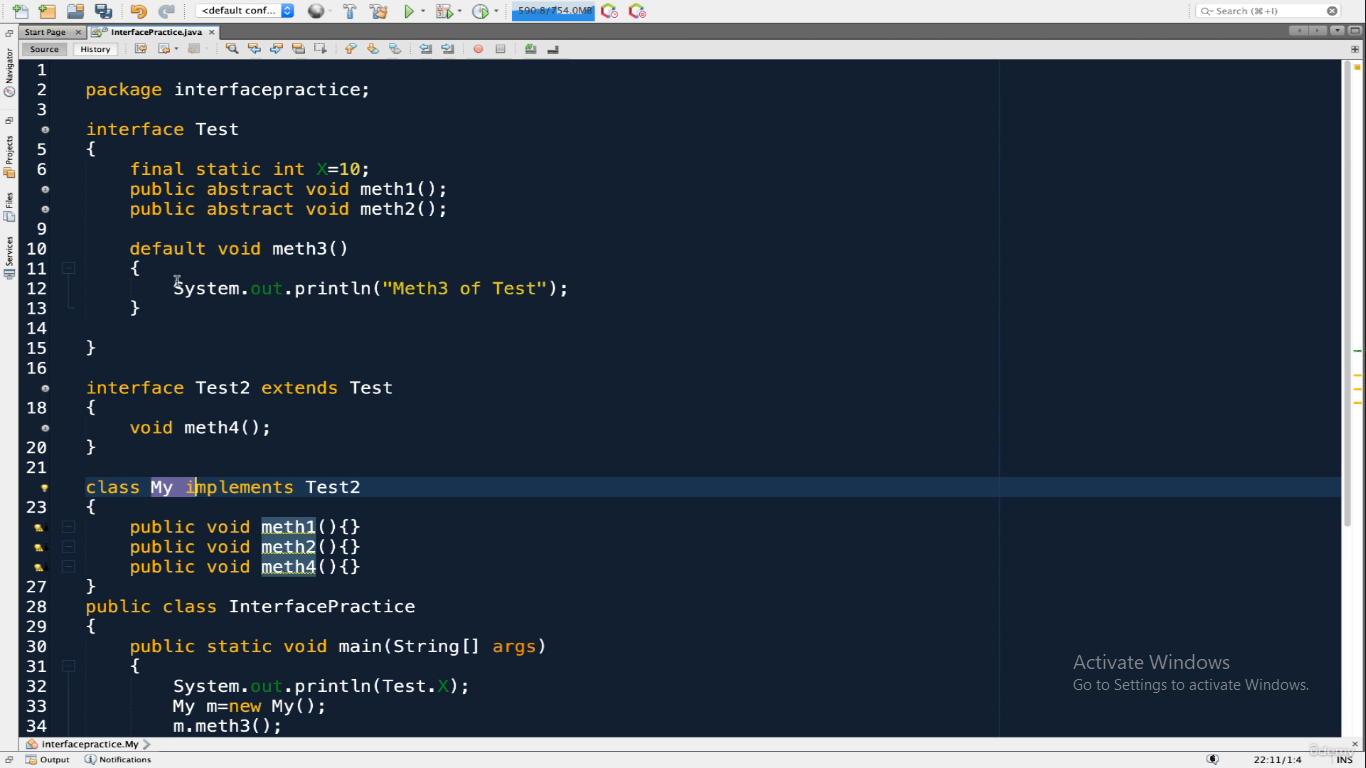 <default conf...
590.8/754.0MB
Search (⌘+I)
Start Page
InterfacePractice.java
Source
History
Navigator
Projects
Files
Services
1
2 package interfacepractice;
3
interface Test
5 {
6 final static int X=10;
public abstract void meth1();
public abstract void meth2();
9
10 default void meth3()
11 {
12 System.out.println("Meth3 of Test");
13 }
14
15 }
16
interface Test2 extends Test
18 {
void meth4();
20 }
21
class My implements Test2
23 {
public void meth1(){}
public void meth2(){}
public void meth4(){}
27 }
28 public class InterfacePractice
29 {
30 public static void main(String[] args)
31 {
32 System.out.println(Test.X);
33 My m=new My();
34 m.meth3();
Activate Windows
Go to Settings to activate Windows.
interfacepractice.My
ûdemy
Output
Notifications
22:11/1:4
INS